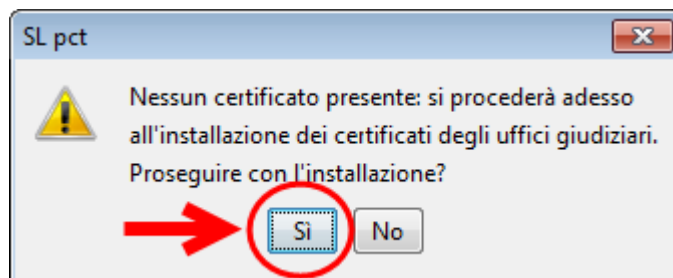 SL pct
Nessun certificato presente: si procederà adesso
all'installazione dei certificati degli uffici giudiziari.
Proseguire con l'installazione?
Sì No